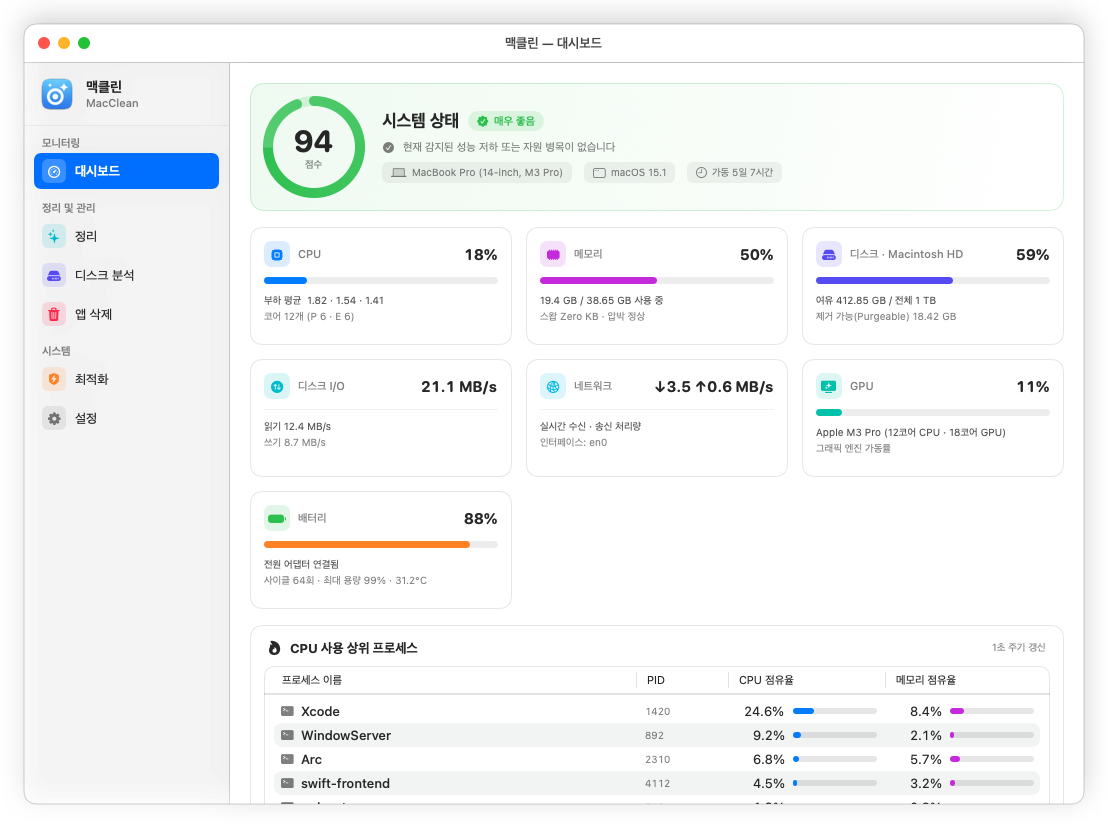 맥클린 — 대시보드
맥클린
MacClean
모니터링
대시보드
정리 및 관리
정리
디스크 분석
앱 삭제
시스템
최적화
설정
94
점수
시스템 상태 매우 좋음
현재 감지된 성능 저하 또는 자원 병목이 없습니다
MacBook Pro (14-inch, M3 Pro) macOS 15.1 가동 5일 7시간
CPU 18%
부하 평균 1.82 · 1.54 · 1.41
코어 12개 (P 6 · E 6)
메모리 50%
19.4 GB / 38.65 GB 사용 중
스왑 Zero KB · 압박 정상
디스크 · Macintosh HD 59%
여유 412.85 GB / 전체 1 TB
제거 가능(Purgeable) 18.42 GB
디스크 I/O 21.1 MB/s
읽기 12.4 MB/s
쓰기 8.7 MB/s
네트워크 ↓3.5 ↑0.6 MB/s
실시간 수신 · 송신 처리량
인터페이스: en0
GPU 11%
Apple M3 Pro (12코어 CPU · 18코어 GPU)
그래픽 엔진 가동률
배터리 88%
전원 어댑터 연결됨
사이클 64회 · 최대 용량 99% · 31.2°C
CPU 사용 상위 프로세스 1초 주기 갱신
프로세스 이름 PID CPU 점유율 메모리 점유율
Xcode 1420 24.6% 8.4%
WindowServer 892 9.2% 2.1%
Arc 2310 6.8% 5.7%
swift-frontend 4112 4.5% 3.2%